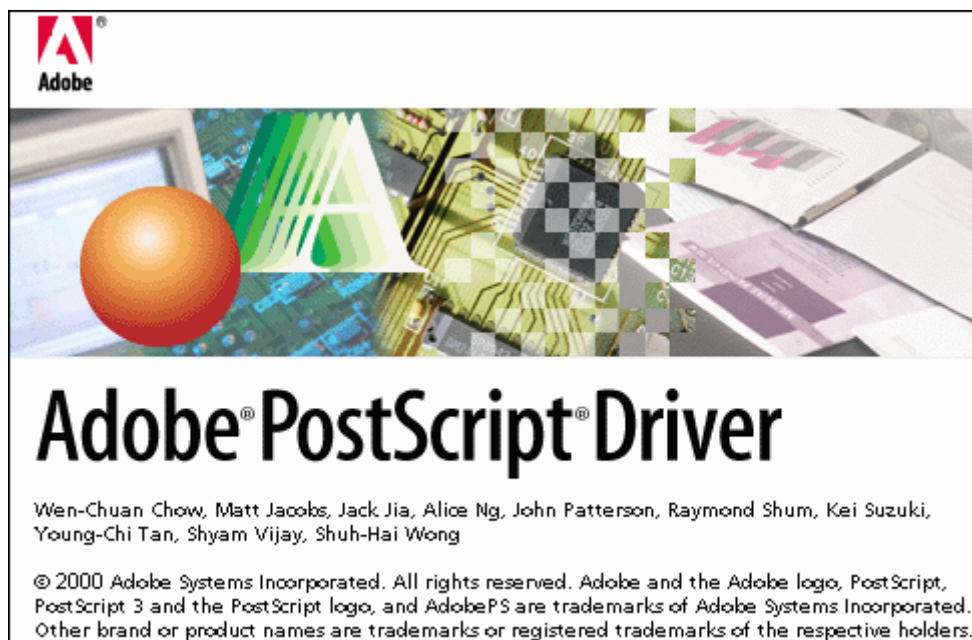 ®
Adobe
Adobe® PostScript® Driver
Wen-Chuan Chow, Matt Jacobs, Jack Jia, Alice Ng, John Patterson, Raymond Shum, Kei Suzuki,
Young-Chi Tan, Shyam Vijay, Shuh-Hai Wong
© 2000 Adobe Systems Incorporated. All rights reserved. Adobe and the Adobe logo, PostScript,
PostScript 3 and the PostScript logo, and AdobePS are trademarks of Adobe Systems Incorporated.
Other brand or product names are trademarks or registered trademarks of the respective holders